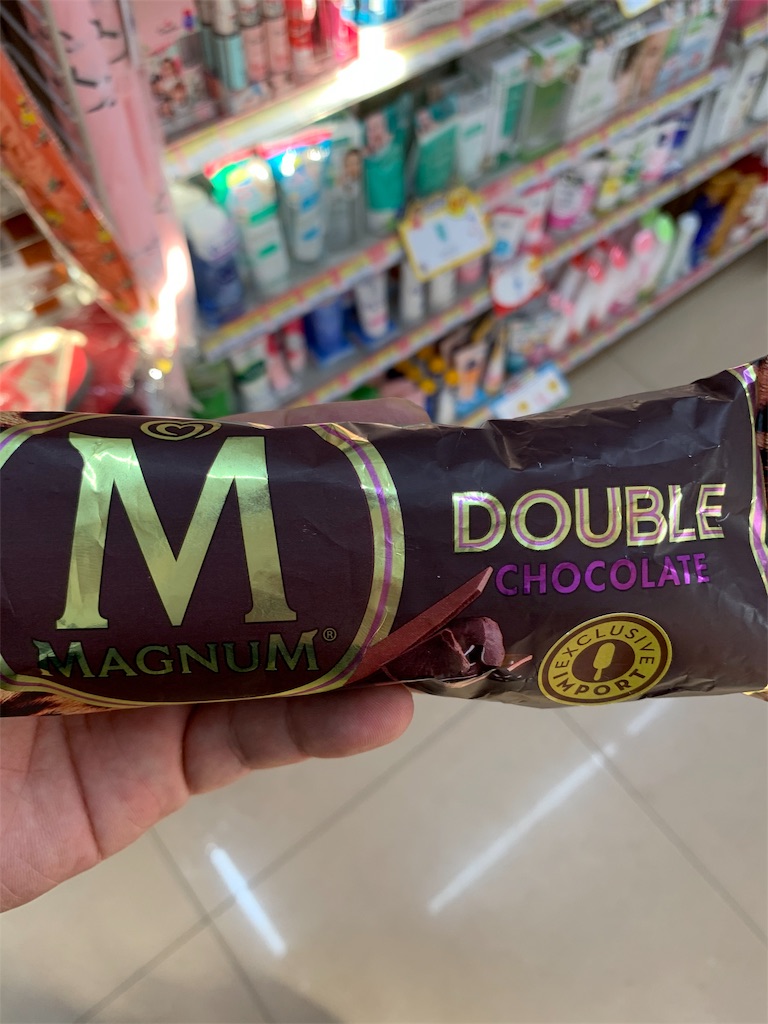 M
MAGNUM®
DOUBLE
CHOCOLATE
EXCLUSIVE
IMPORT